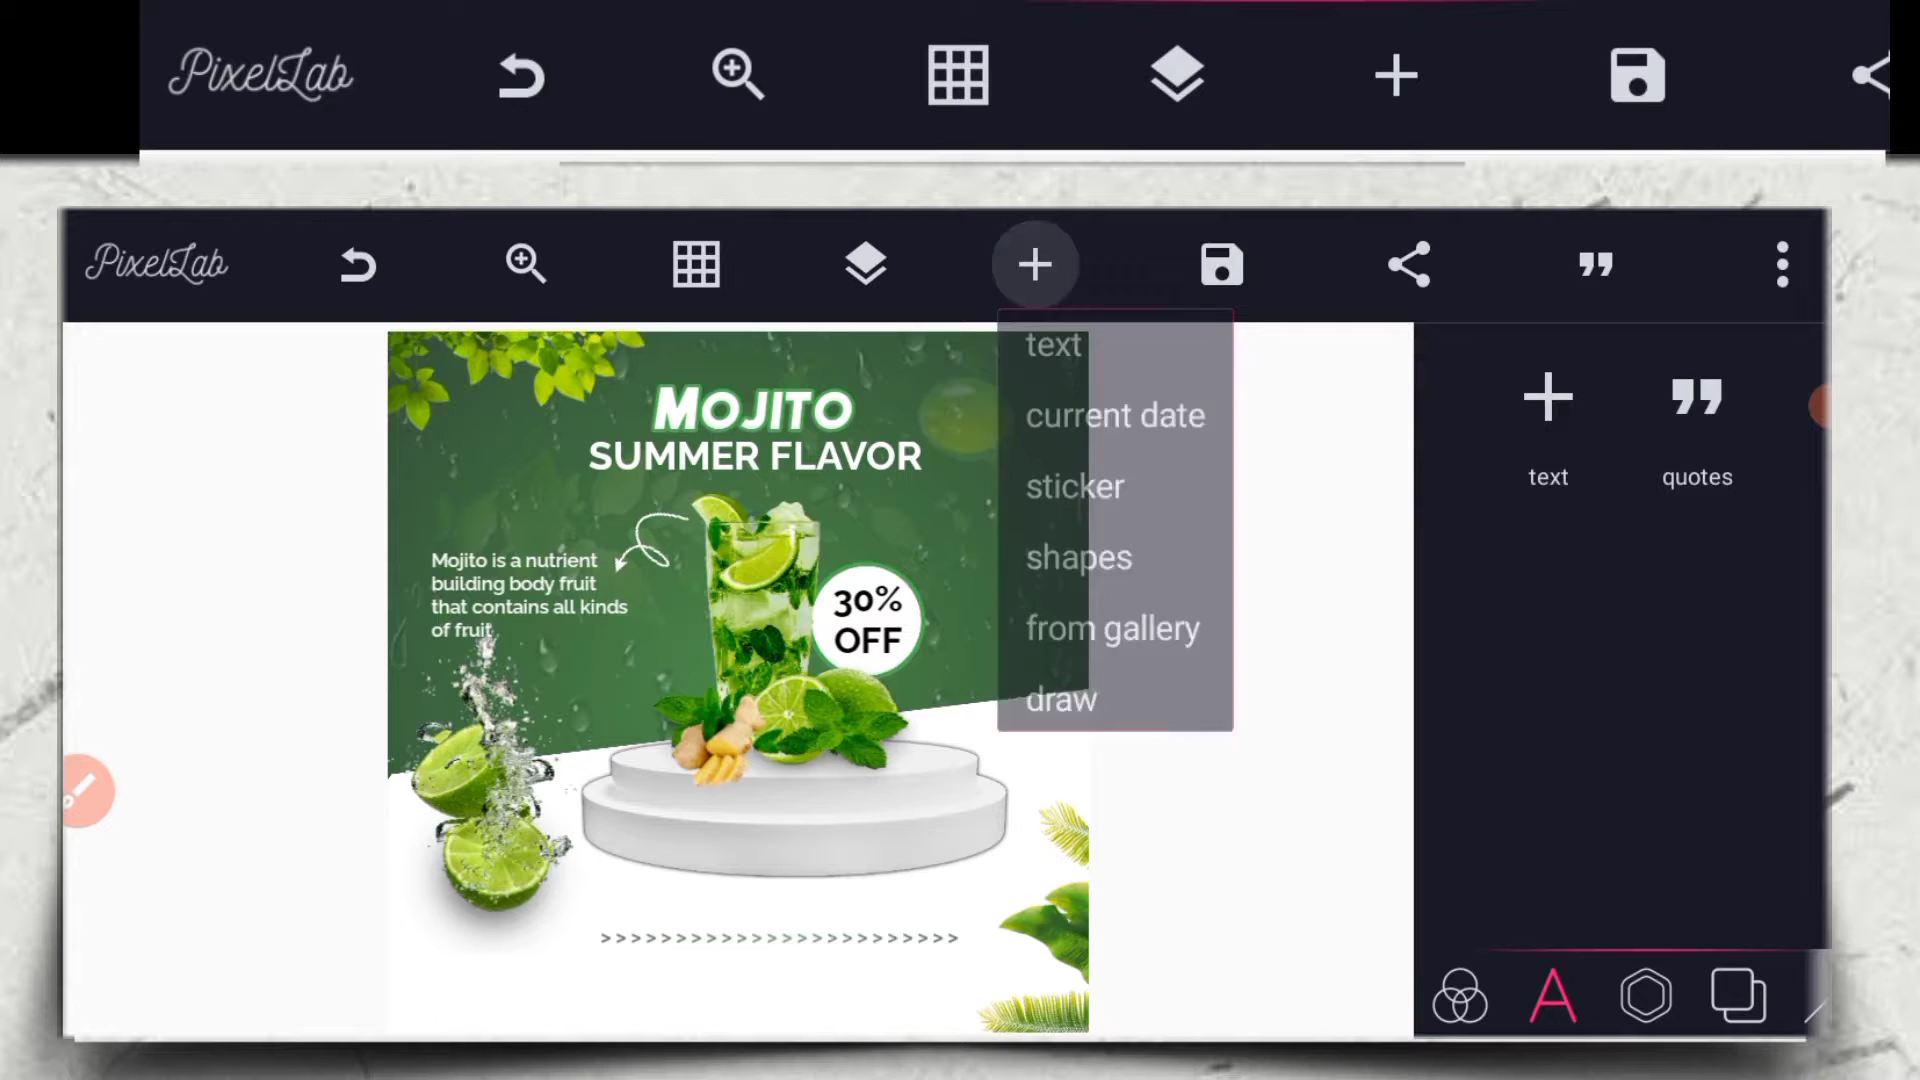 PixelLab
PixelLab
text
current date
sticker
shapes
from gallery
draw
text
quotes
MOJITO
SUMMER FLAVOR
Mojito is a nutrient
building body fruit
that contains all kinds
of fruit
30%
OFF
>>>>>>>>>>>>>>>>>>>>>>>>